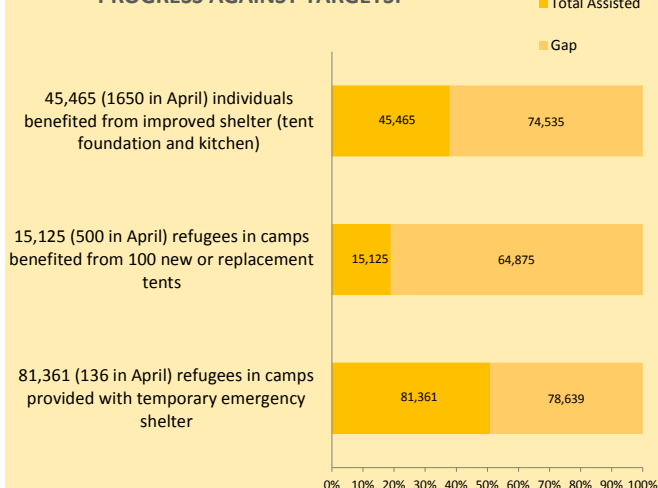 PROGRESS AGAINST TARGETS:
Total Assisted
Gap
45,465 (1650 in April) individuals
benefited from improved shelter (tent
foundation and kitchen)
45,465
74,535
15,125 (500 in April) refugees in camps
benefited from 100 new or replacement
tents
15,125
64,875
81,361 (136 in April) refugees in camps
provided with temporary emergency
shelter
81,361
78,639
0% 10% 20% 30% 40% 50% 60% 70% 80% 90% 100%